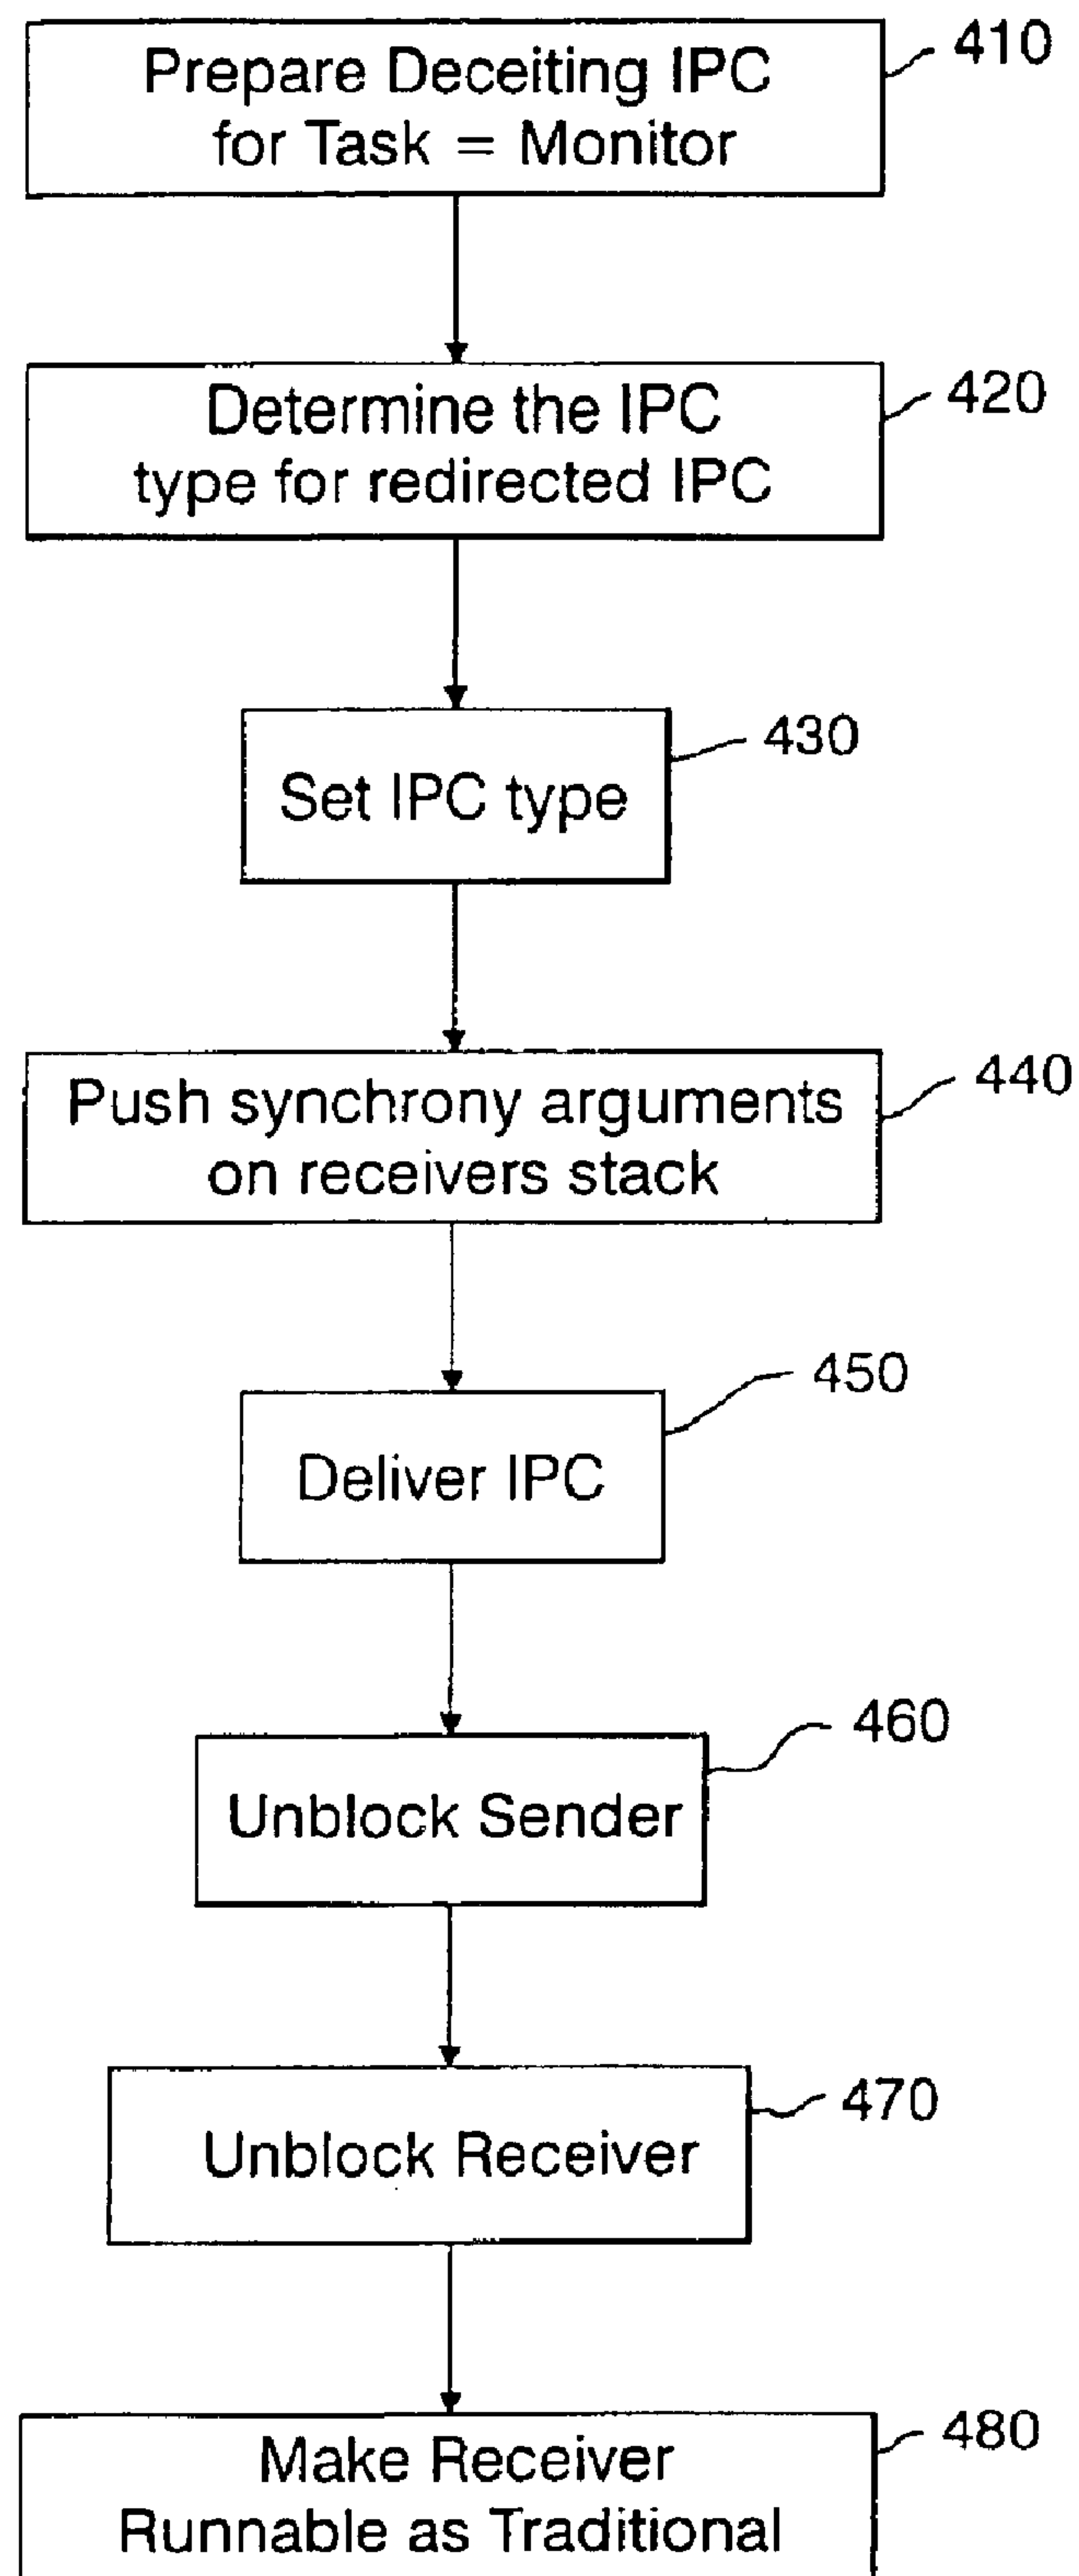 Prepare Deceiting IPC
for Task = Monitor
410
Determine the IPC
type for redirected IPC
420
Set IPC type
430
Push synchrony arguments
on receivers stack
440
Deliver IPC
450
Unblock Sender
460
Unblock Receiver
470
Make Receiver
Runnable as Traditional
480